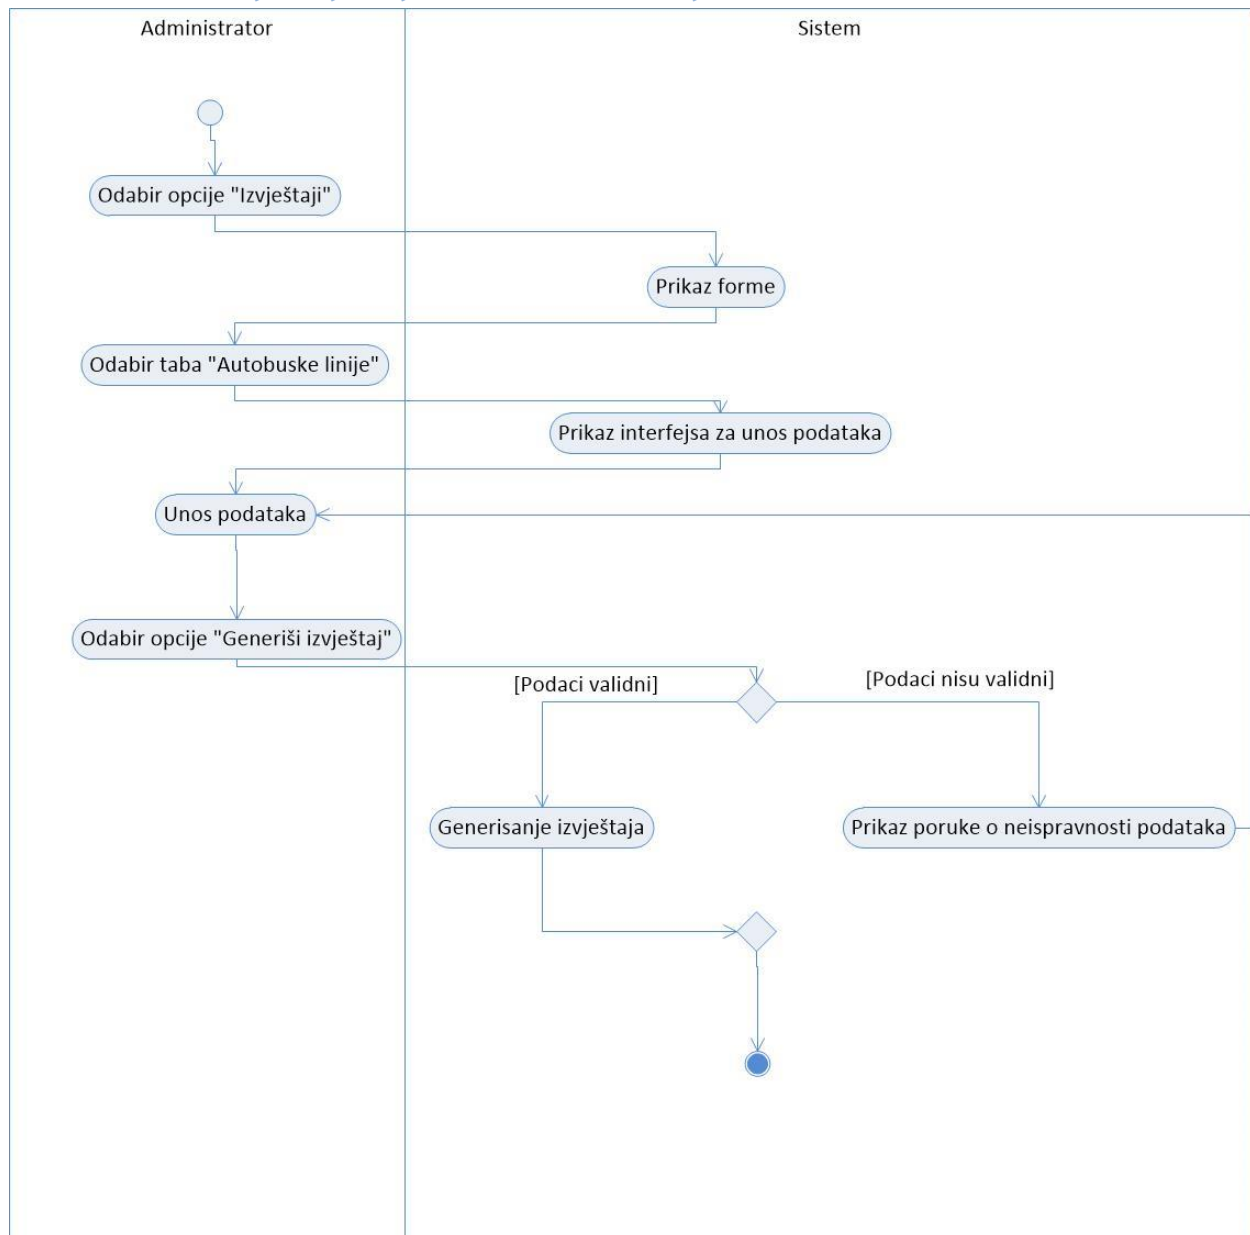 Administrator
Sistem
Odabir opcije "Izvještaji"
Prikaz forme
Odabir taba "Autobuske linije"
Prikaz interfejsa za unos podataka
Unos podataka
Odabir opcije "Generiši izvještaj"
[Podaci validni]
[Podaci nisu validni]
Generisanje izvještaja
Prikaz poruke o neispravnosti podataka